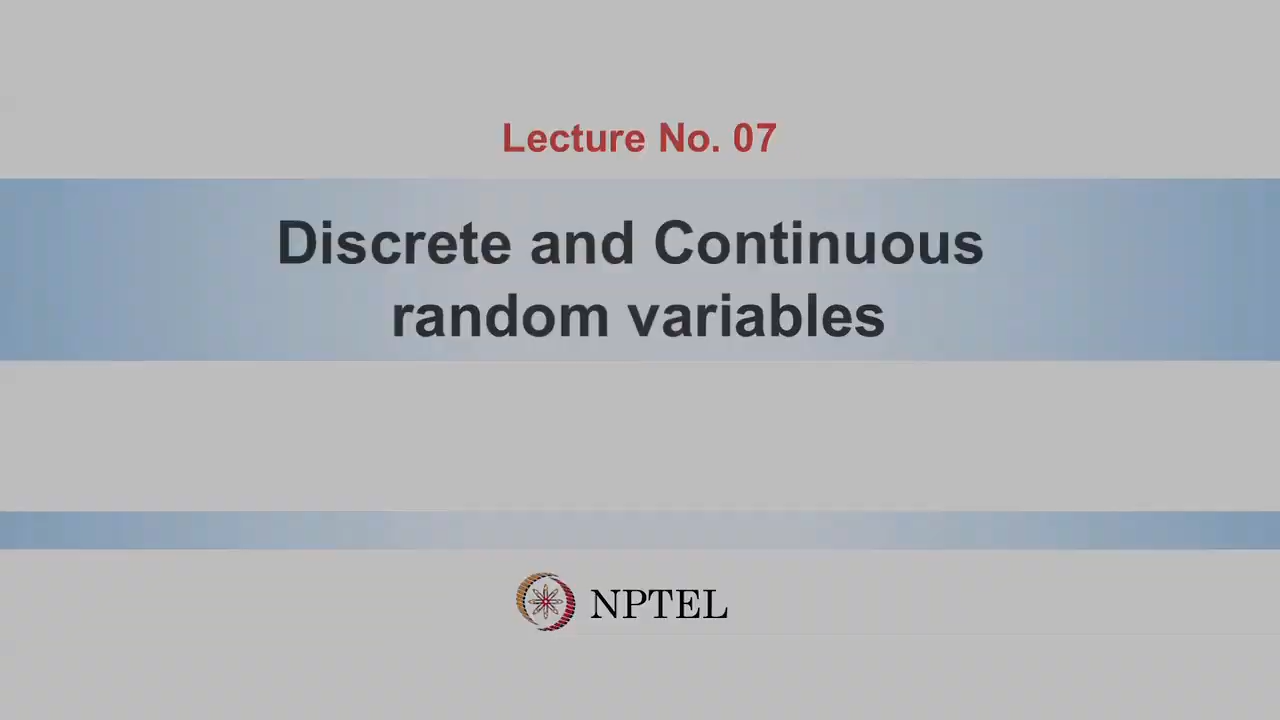 Lecture No. 07
Discrete and Continuous
random variables
NPTEL